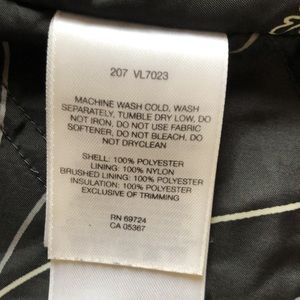 207 VL7023
MACHINE WASH COLD, WASH
SEPARATELY, TUMBLE DRY LOW, DO
NOT IRON, DO NOT USE FABRIC
SOFTENER, DO NOT BLEACH, DO
NOT DRYCLEAN
SHELL: 100% POLYESTER
LINING: 100% NYLON
BRUSHED LINING: 100% POLYESTER
INSULATION: 100% POLYESTER
EXCLUSIVE OF TRIMMING
RN 69724
CA 05367